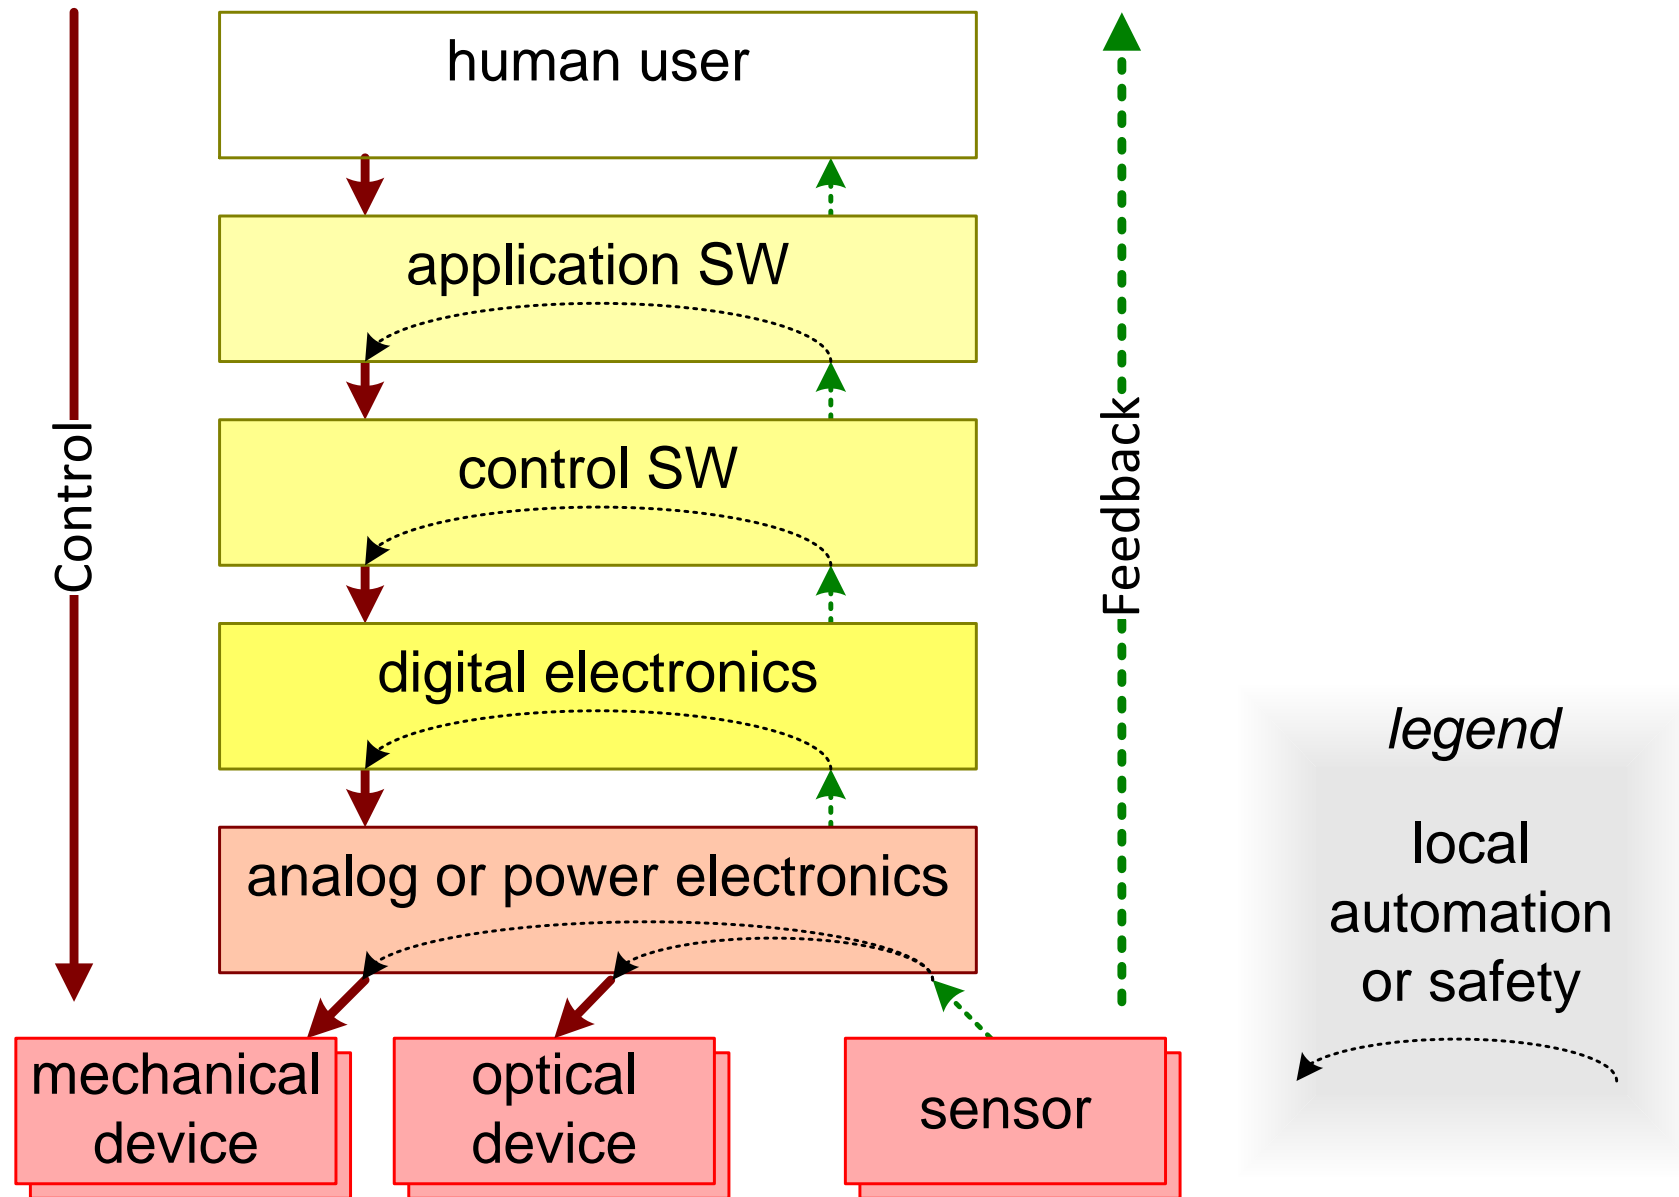 human user
application SW
control SW
digital electronics
analog or power electronics
mechanical
device
optical
device
sensor
Control
Feedback
legend
local
automation
or safety